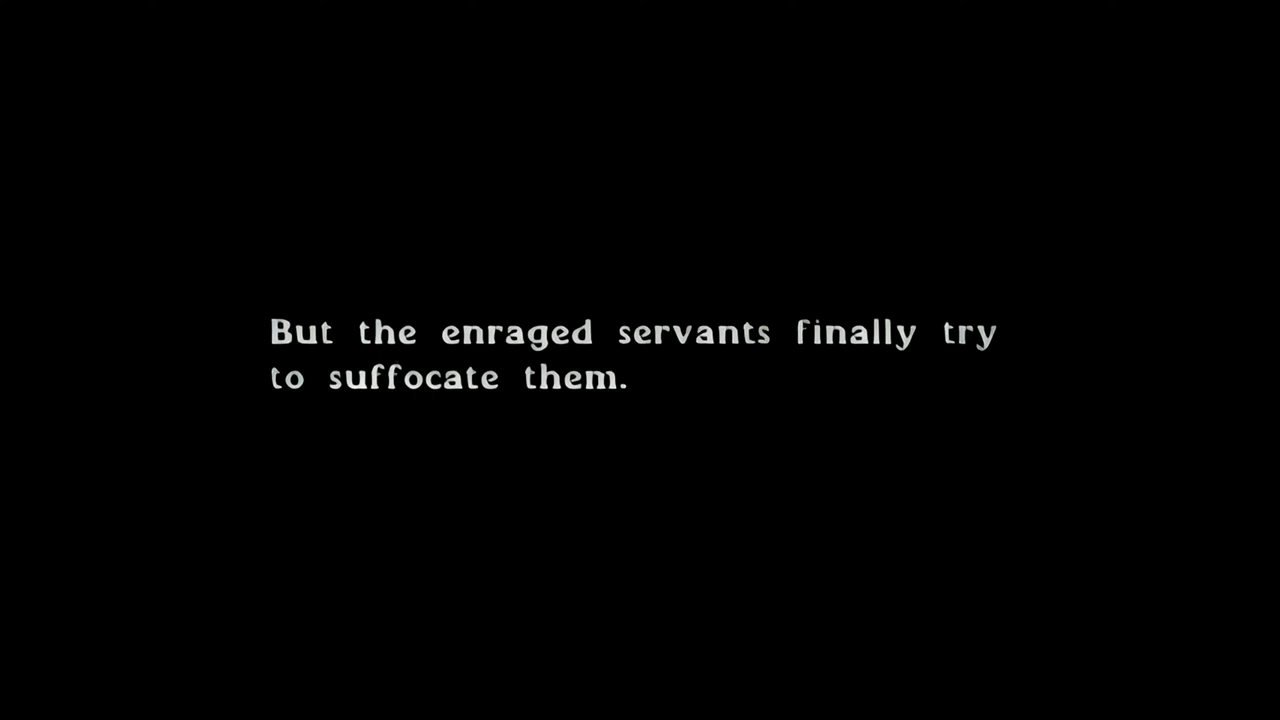 But the enraged servants finally try
to suffocate them.